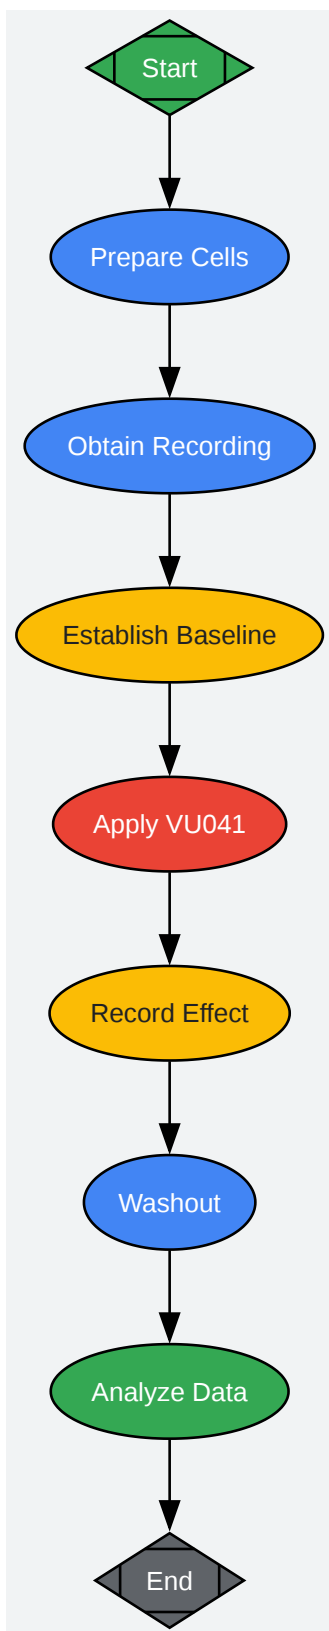 Start
Prepare Cells
Obtain Recording
Establish Baseline
Apply VU041
Record Effect
Washout
Analyze Data
End